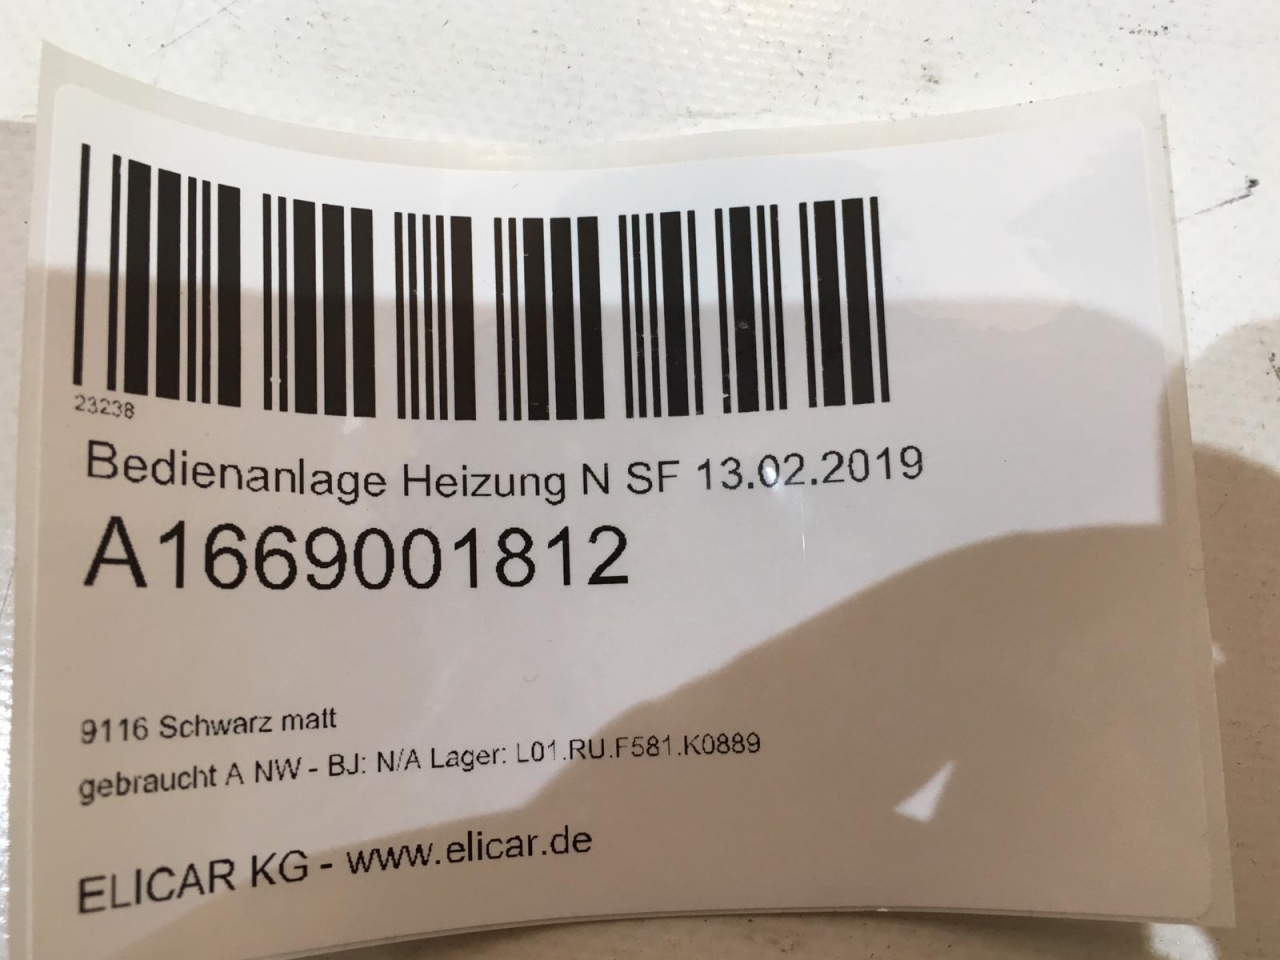 23238
Bedienanlage Heizung N SF 13.02.2019
A1669001812
9116 Schwarz matt
gebraucht A NW - BJ: N/A Lager: L01.RU.F581.K0889
ELICAR KG - www.elicar.de